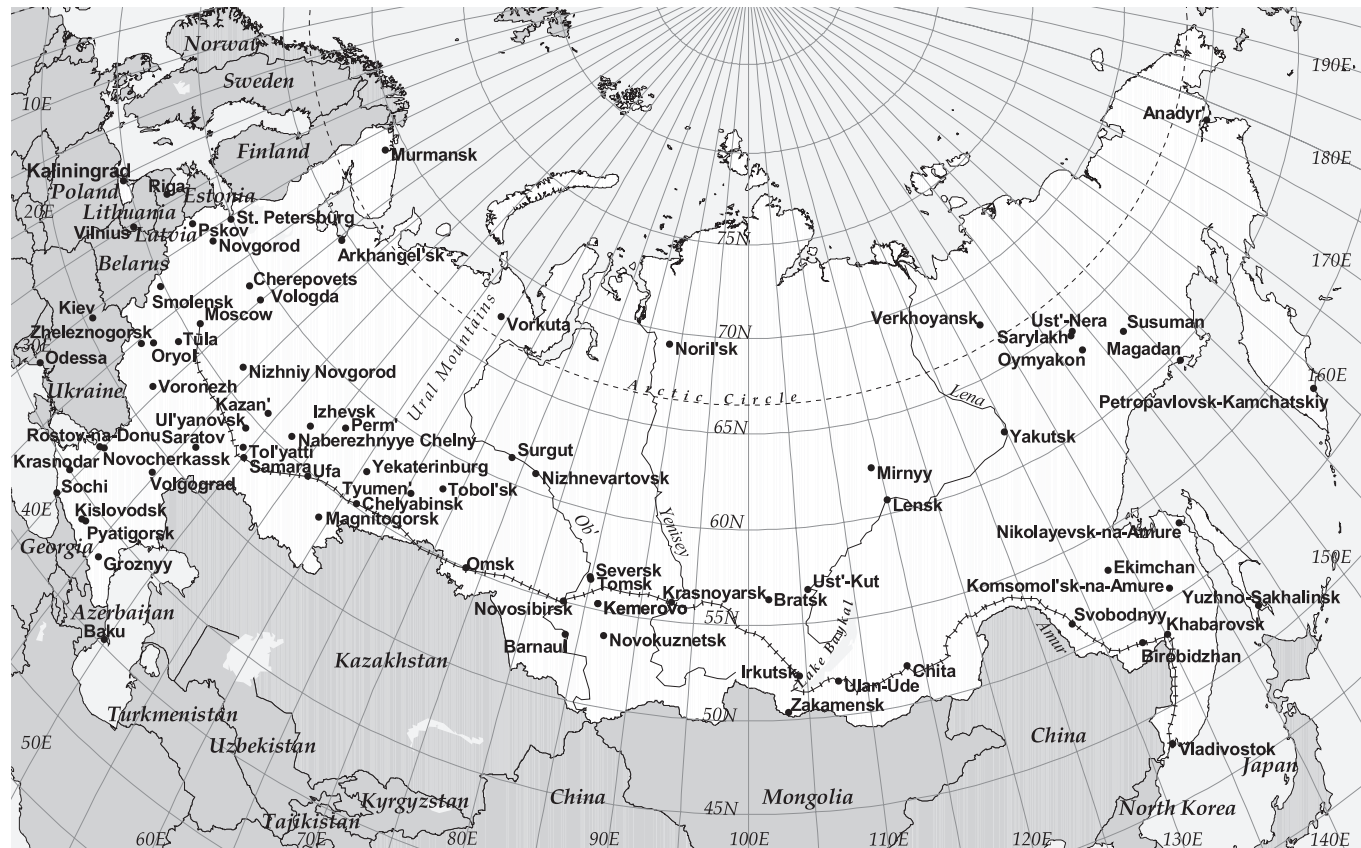 Norway
Sweden
10E
190E
Anadyr'
Finland
Murmansk
180E
Kaliningrad
Poland
Riga
Estonia
20E
Lithuania
St. Petersburg
Vilnius
Latvia
Pskov
Novgorod
75N
Arkhangel'sk
Belarus
170E
Cherepovets
Vologda
Smolensk
Moscow
Kiev
Ural Mountains
Vorkuta
Verkhoyansk
Ust'-Nera
Susuman
Zheleznogorsk
Tula
70N
Sarylakh
30E
Oryol
Noril'sk
Oymyakon
Magadan
Odessa
Nizhniy Novgorod
160E
Ukraine
Voronezh
Arctic Circle
Lena
Petropavlovsk-Kamchatskiy
Kazan'
Izhevsk
Perm'
Ul'yanovsk
65N
Yakutsk
Rostov-na-Donu
Saratov
Naberezhnyye Chelny
Novocherkassk
Tol'yatti
Surgut
Krasnodar
Samara
Ufa
Yekaterinburg
Nizhnevartovsk
Mirnyy
Sochi
Volgograd
Tyumen'
Tobol'sk
Chelyabinsk
Lensk
40E
Kislovodsk
Magnitogorsk
Ob'
Yenisey
60N
Pyatigorsk
Nikolayevsk-na-Amure
Georgia
150E
Groznyy
Omsk
Seversk
Ekimchan
Tomsk
Ust'-Kut
Komsomol'sk-na-Amure
Krasnoyarsk
Bratsk
Yuzhno-Sakhalinsk
Novosibirsk
Kemerovo
55N
Svobodnyy
Azerbaijan
Khabarovsk
Baku
Barnaul
Novokuznetsk
Lake Baykal
Amur
Birobidzhan
Kazakhstan
Irkutsk
Chita
Ulan-Ude
Turkmenistan
50N
Zakamensk
50E
Uzbekistan
China
Vladivostok
Japan
Kyrgyzstan
China
Mongolia
45N
North Korea
Tajikistan
60E
70E
80E
90E
100E
110E
120E
130E
140E